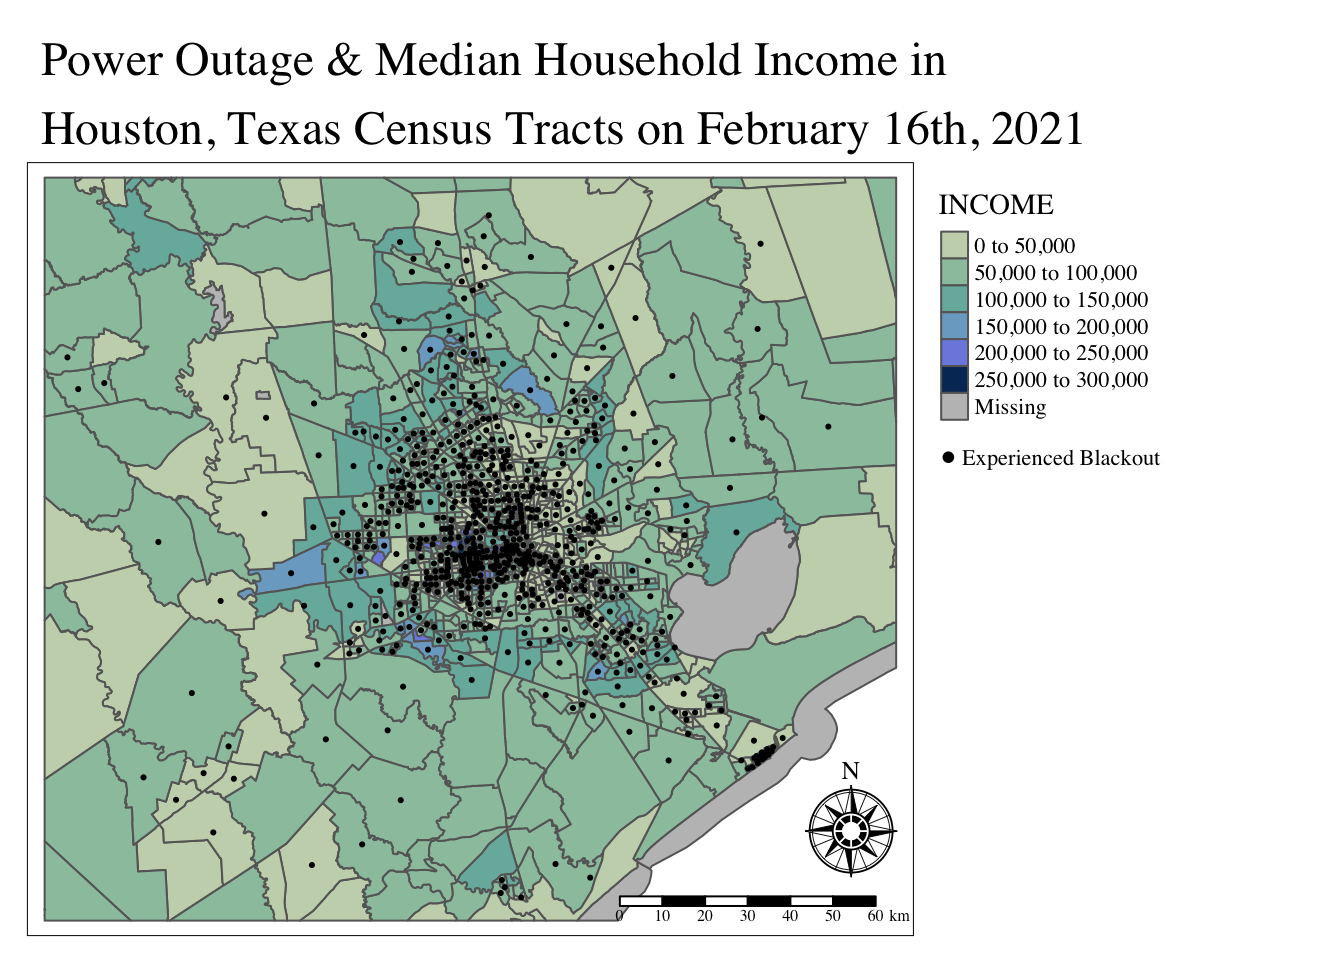 Power Outage & Median Household Income in
Houston, Texas Census Tracts on February 16th, 2021
INCOME
0 to 50,000
50,000 to 100,000
100,000 to 150,000
150,000 to 200,000
200,000 to 250,000
250,000 to 300,000
Missing
Experienced Blackout
N
0 10 20 30 40 50 60 km